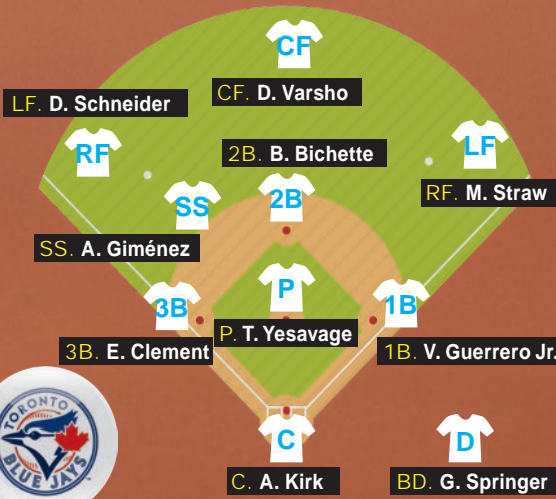 CF
CF. D. Varsho
LF. D. Schneider
RF
2B. B. Bichette
LF
RF. M. Straw
SS
2B
SS. A. Giménez
P
3B
1B
P. T. Yesavage
3B. E. Clement
1B. V. Guerrero Jr.
TORONTO
BLUE JAYS
C
D
C. A. Kirk
BD. G. Springer